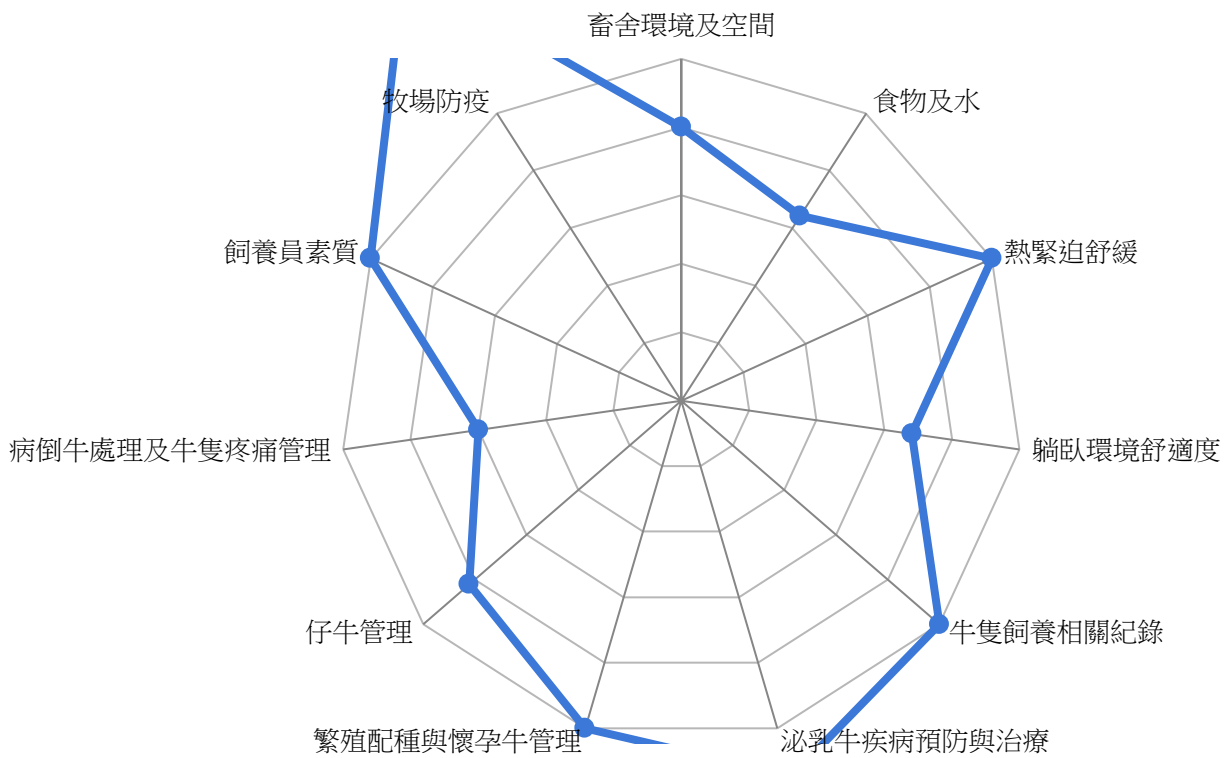 畜舍環境及空間
食物及水
熱緊迫舒緩
躺臥環境舒適度
牛隻飼養相關紀錄
泌乳牛疾病預防與治療
繁殖配種與懷孕牛管理
仔牛管理
病倒牛處理及牛隻疼痛管理
飼養員素質
牧場防疫